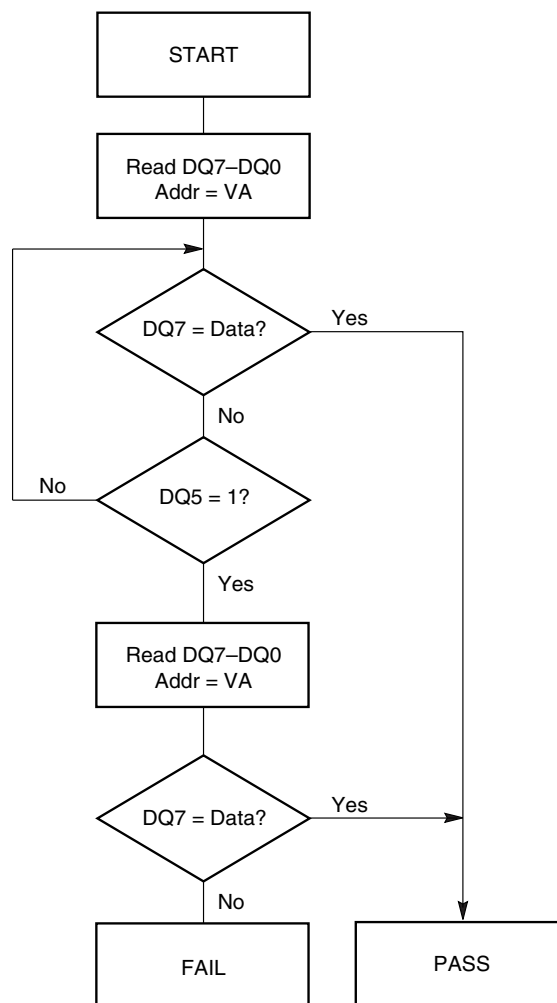 START
Read DQ7–DQ0
Addr = VA
DQ7 = Data?
Yes
No
No
DQ5 = 1?
Yes
Read DQ7–DQ0
Addr = VA
DQ7 = Data?
Yes
No
FAIL
PASS